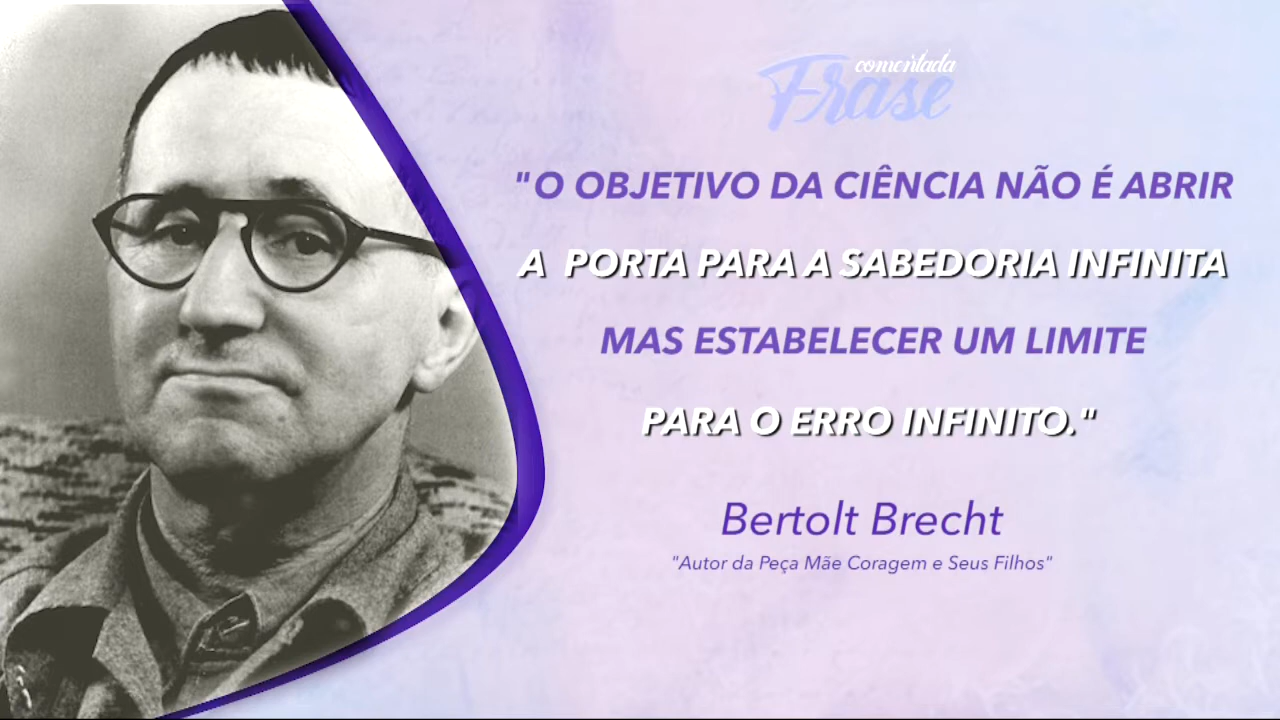 comentada
Frase
"O OBJETIVO DA CIÊNCIA NÃO É ABRIR
A PORTA PARA A SABEDORIA INFINITA
MAS ESTABELECER UM LIMITE
PARA O ERRO INFINITO."
Bertolt Brecht
"Autor da Peça Mãe Coragem e Seus Filhos"